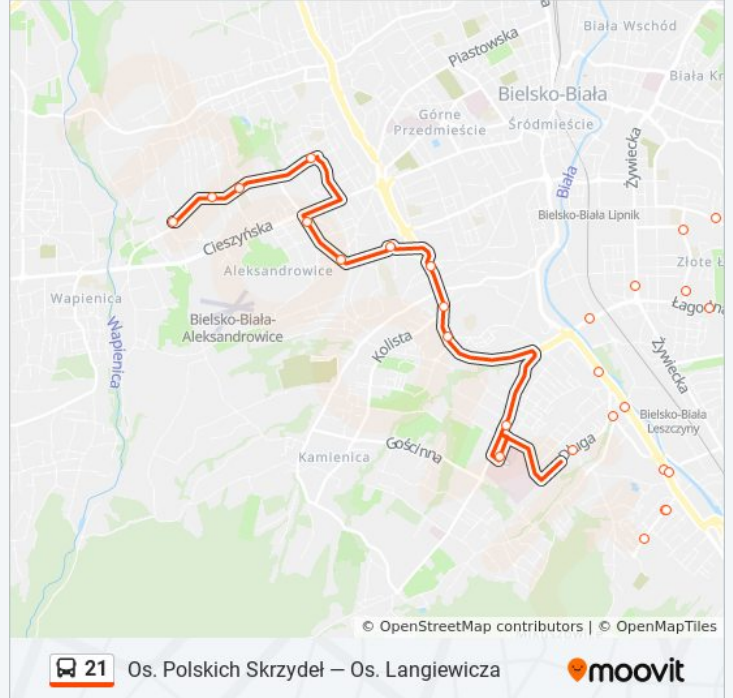 Piastowska
Biała Wschód
Bielsko-Biała
Biała Kr
Górne
Przedmieście
Śródmieście
Żywiecka
Biała
Bielsko-Biała Lipnik
Cieszyńska
Złote Ł
Aleksandrowice
Wapienica
Łagodna
Bielsko-Biała-
Aleksandrowice
Wapienica
Kolista
Żywiecka
Bielsko-Biała
Leszczyny
Gościnna
Długa
Kamienica
© OpenStreetMap contributors | © OpenMapTiles
21 Os. Polskich Skrzydeł — Os. Langiewicza
moovit